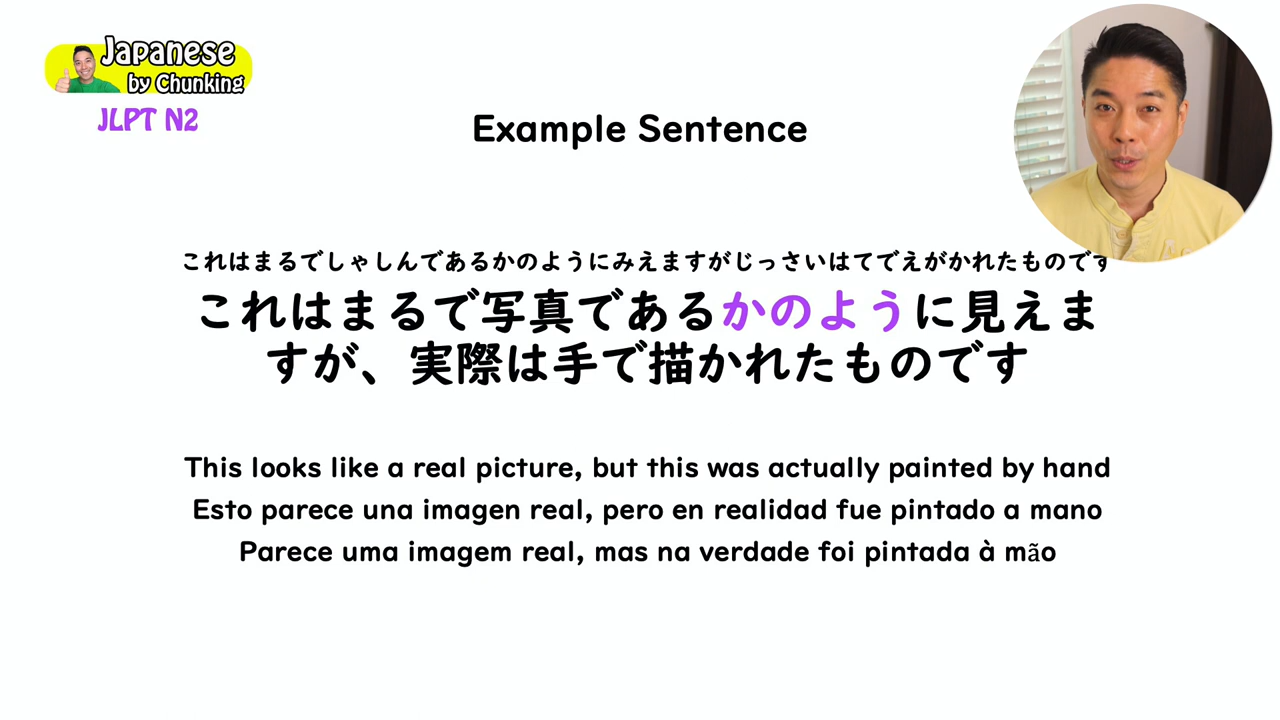 Japanese
by Chunking
JLPT N2
Example Sentence
これはまるでしゃしんであるかのようにみえますがじっさいはてでえがかれたものです
これはまるで写真であるかのように見えま
すが、実際は手で描かれたものです
This looks like a real picture, but this was actually painted by hand
Esto parece una imagen real, pero en realidad fue pintado a mano
Parece uma imagem real, mas na verdade foi pintada à mão